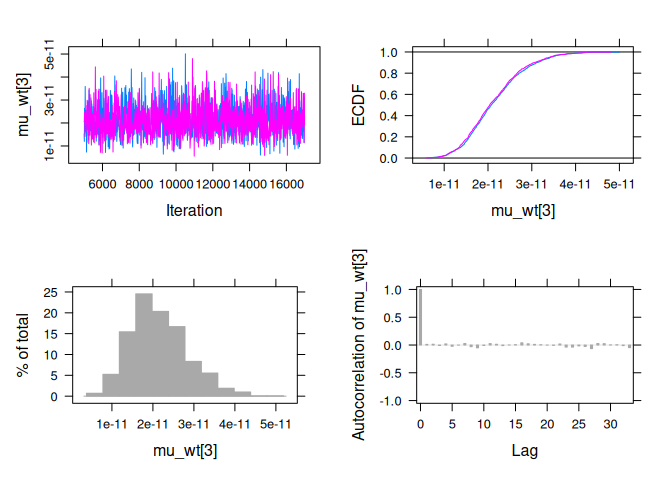 mu_wt[3]
5e-11
3e-11
1e-11
6000 8000 10000 12000 14000 16000
Iteration
ECDF
1.0
0.8
0.6
0.4
0.2
0.0
1e-11 2e-11 3e-11 4e-11 5e-11
mu_wt[3]
% of total
25
20
15
10
5
0
1e-11 2e-11 3e-11 4e-11 5e-11
mu_wt[3]
Autocorrelation of mu_wt[3]
1.0
0.5
0.0
-0.5
-1.0
0 5 10 15 20 25 30
Lag